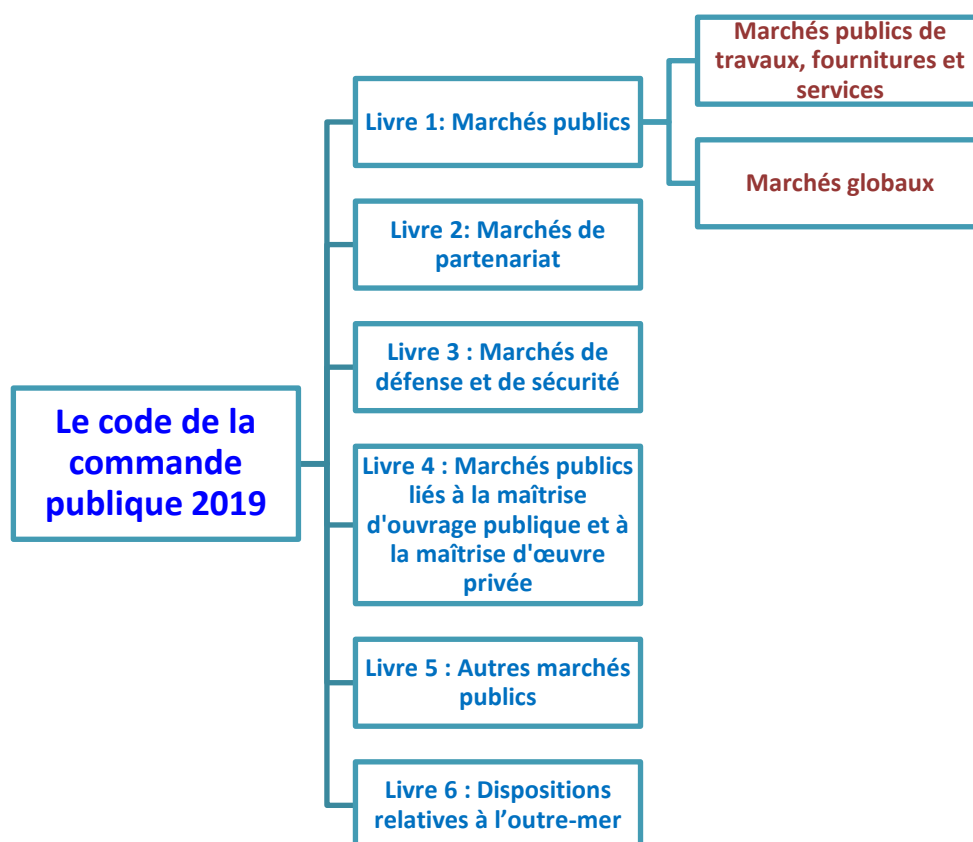 Le code de la
commande
publique 2019
Livre 1: Marchés publics
Marchés publics de
travaux, fournitures et
services
Marchés globaux
Livre 2: Marchés de
partenariat
Livre 3 : Marchés de
défense et de sécurité
Livre 4 : Marchés publics
liés à la maîtrise
d'ouvrage publique et à
la maîtrise d'œuvre
privée
Livre 5 : Autres marchés
publics
Livre 6 : Dispositions
relatives à l’outre-mer